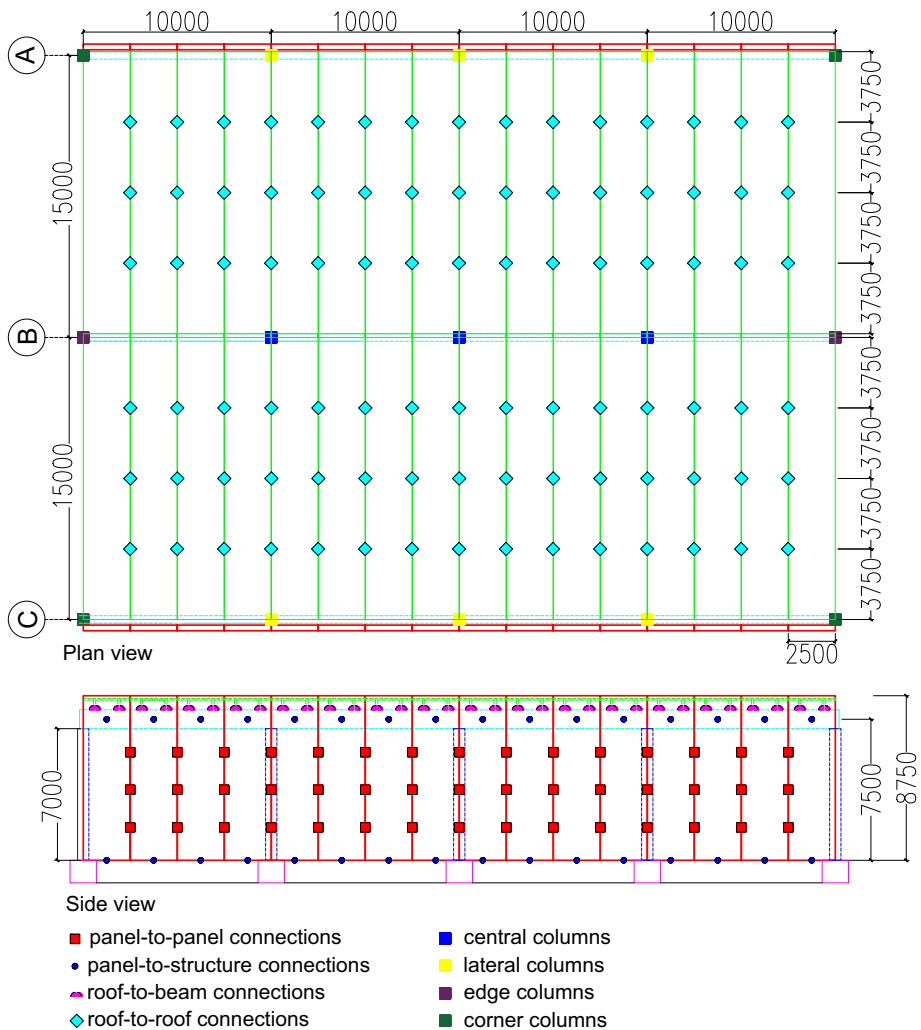 10000 10000 10000 10000
A
3750
3750
15000
3750
3750
B
3750
3750
15000
3750
3750
C
Plan view
2500
7000
7500
8750
Side view
panel-to-panel connections
central columns
panel-to-structure connections
lateral columns
roof-to-beam connections
edge columns
roof-to-roof connections
corner columns